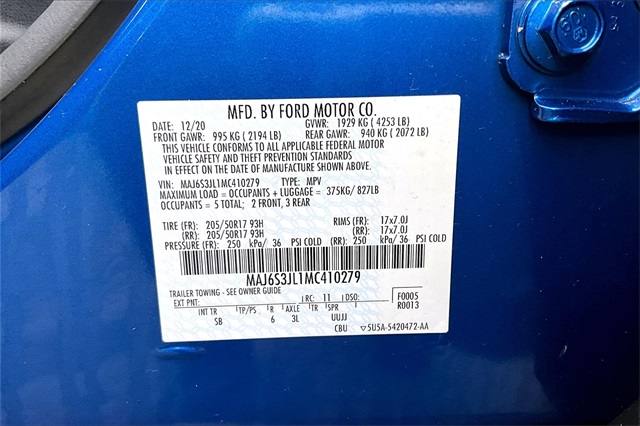 MFD. BY FORD MOTOR CO.
DATE: 12/20 GVWR: 1929 KG ( 4253 LB)
FRONT GAWR: 995 KG ( 2194 LB) REAR GAWR: 940 KG ( 2072 LB)
THIS VEHICLE CONFORMS TO ALL APPLICABLE FEDERAL MOTOR
VEHICLE SAFETY AND THEFT PREVENTION STANDARDS
IN EFFECT ON THE DATE OF MANUFACTURE SHOWN ABOVE.
VIN: MAJ6S3JL1MC410279 TYPE: MPV
MAXIMUM LOAD = OCCUPANTS + LUGGAGE = 375KG/ 827LB
OCCUPANTS = 5 TOTAL; 2 FRONT, 3 REAR
TIRE (FR): 205/50R17 93H RIMS (FR): 17x7.0J
(RR): 205/50R17 93H (RR): 17x7.0J
PRESSURE (FR): 250 kPa/ 36 PSI COLD (RR): 250 kPa/ 36 PSI COLD
MAJ6S3JL1MC410279
TRAILER TOWING - SEE OWNER GUIDE
EXT PNT: RC: 11 DSO: F0005
R0013
INT TR TP/PS R AXLE TR SPR
SB 6 3L UUJJ
CBU ▽5U5A-5420472-AA